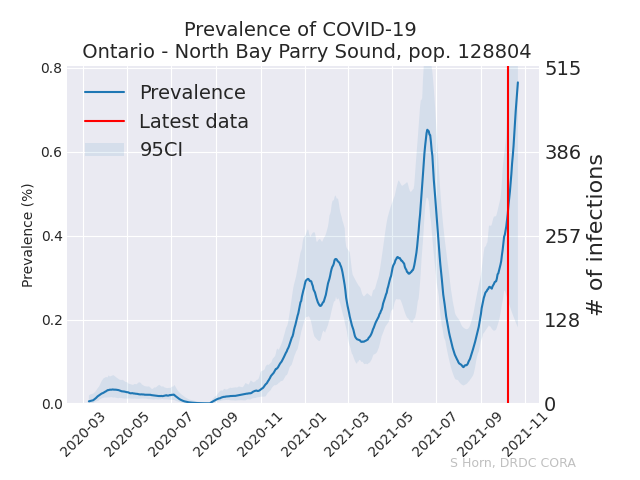 Prevalence of COVID-19
Ontario - North Bay Parry Sound, pop. 128804
Prevalence
Latest data
95CI
Prevalence (%)
0.8
0.6
0.4
0.2
0.0
515
386
257
128
0
# of infections
2020-03
2020-05
2020-07
2020-09
2020-11
2021-01
2021-03
2021-05
2021-07
2021-09
2021-11
S Horn, DRDC CORA